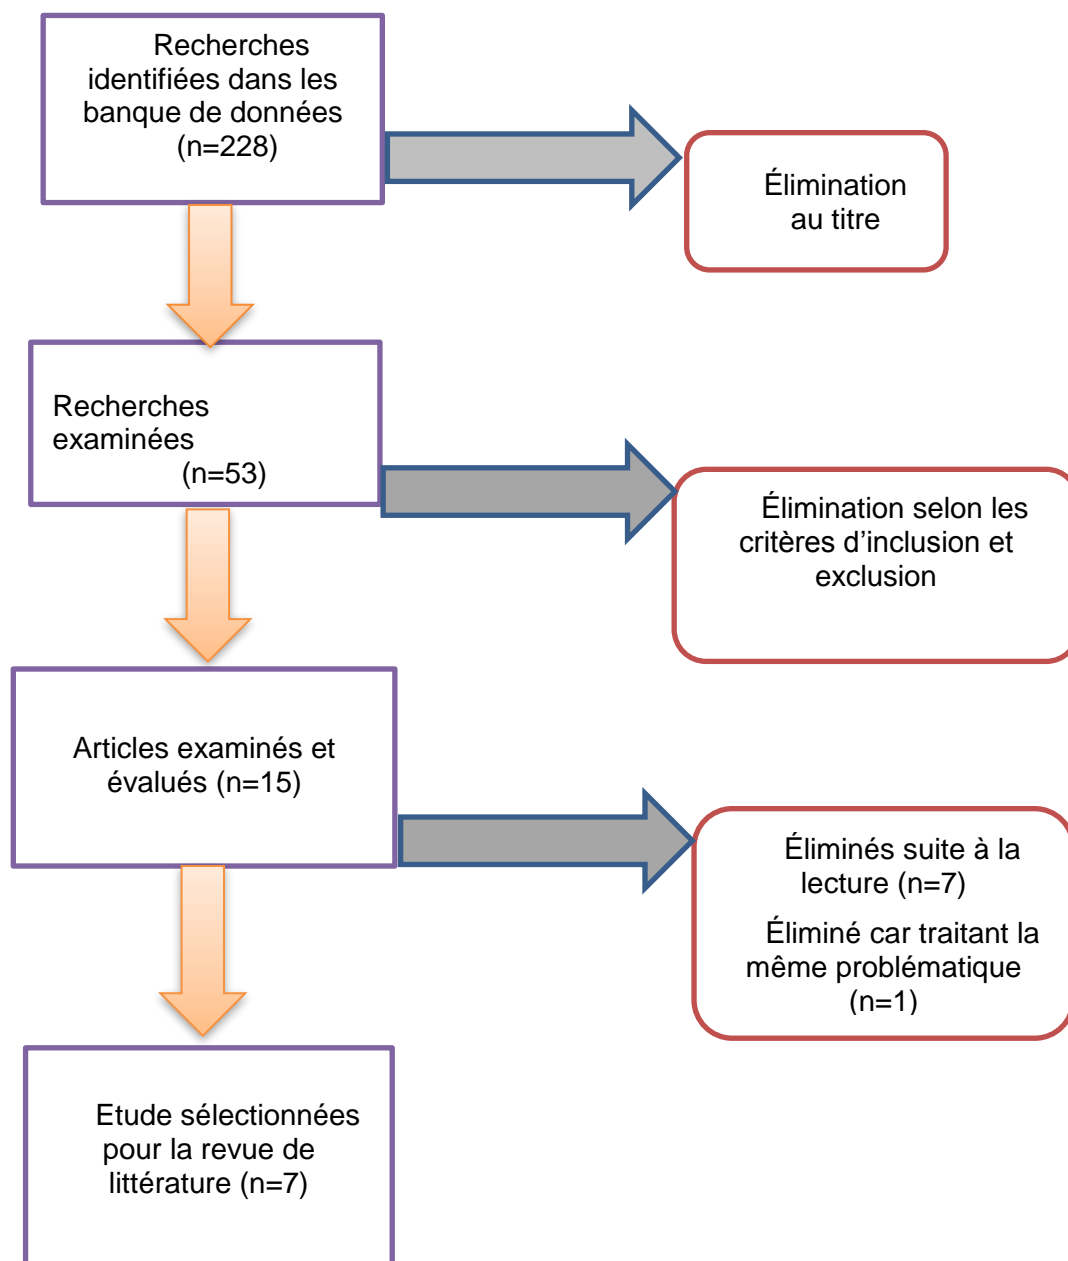 Recherches
identifiées dans les
banque de données
(n=228)
Élimination
au titre
Recherches
examinées
(n=53)
Élimination selon les
critères d’inclusion et
exclusion
Articles examinés et
évalués (n=15)
Éliminés suite à la
lecture (n=7)
Éliminé car traitant la
même problématique
(n=1)
Etude sélectionnées
pour la revue de
littérature (n=7)